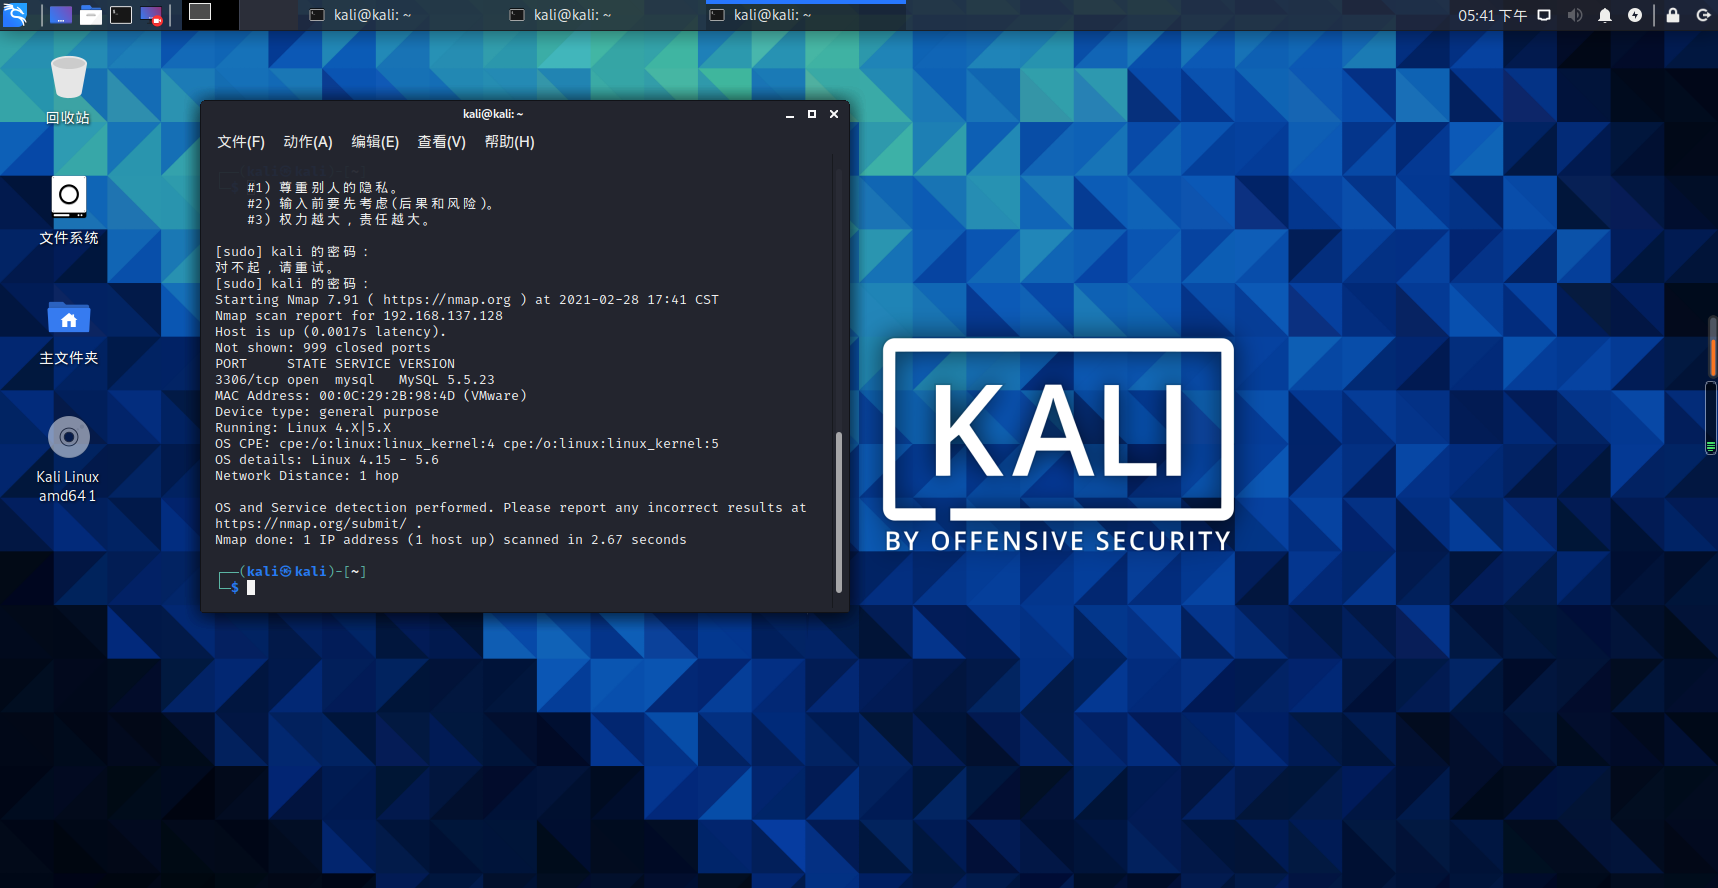 kali@kali: ~
kali@kali: ~
kali@kali: ~
05:41 下午
回收站
文件系统
主文件夹
Kali Linux
amd64 1
kali@kali: ~
文件(F) 动作(A) 编辑(E) 查看(V) 帮助(H)
#1) 尊重别人的隐私。
#2) 输入前要先考虑(后果和风险)。
#3) 权力越大，责任越大。
[sudo] kali 的密码：
对不起，请重试。
[sudo] kali 的密码：
Starting Nmap 7.91 ( https://nmap.org ) at 2021-02-28 17:41 CST
Nmap scan report for 192.168.137.128
Host is up (0.0017s latency).
Not shown: 999 closed ports
PORT     STATE SERVICE VERSION
3306/tcp open  mysql   MySQL 5.5.23
MAC Address: 00:0C:29:2B:98:4D (VMware)
Device type: general purpose
Running: Linux 4.X|5.X
OS CPE: cpe:/o:linux:linux_kernel:4 cpe:/o:linux:linux_kernel:5
OS details: Linux 4.15 - 5.6
Network Distance: 1 hop
OS and Service detection performed. Please report any incorrect results at
https://nmap.org/submit/ .
Nmap done: 1 IP address (1 host up) scanned in 2.67 seconds
┌──(kali㉿kali)-[~]
└─$
KALI
BY OFFENSIVE SECURITY